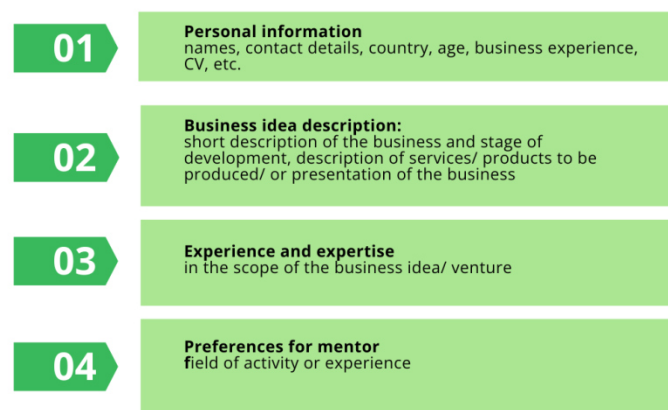 01
Personal information
names, contact details, country, age, business experience,
CV, etc.
02
Business idea description:
short description of the business and stage of
development, description of services/ products to be
produced/ or presentation of the business
03
Experience and expertise
in the scope of the business idea/ venture
04
Preferences for mentor
field of activity or experience